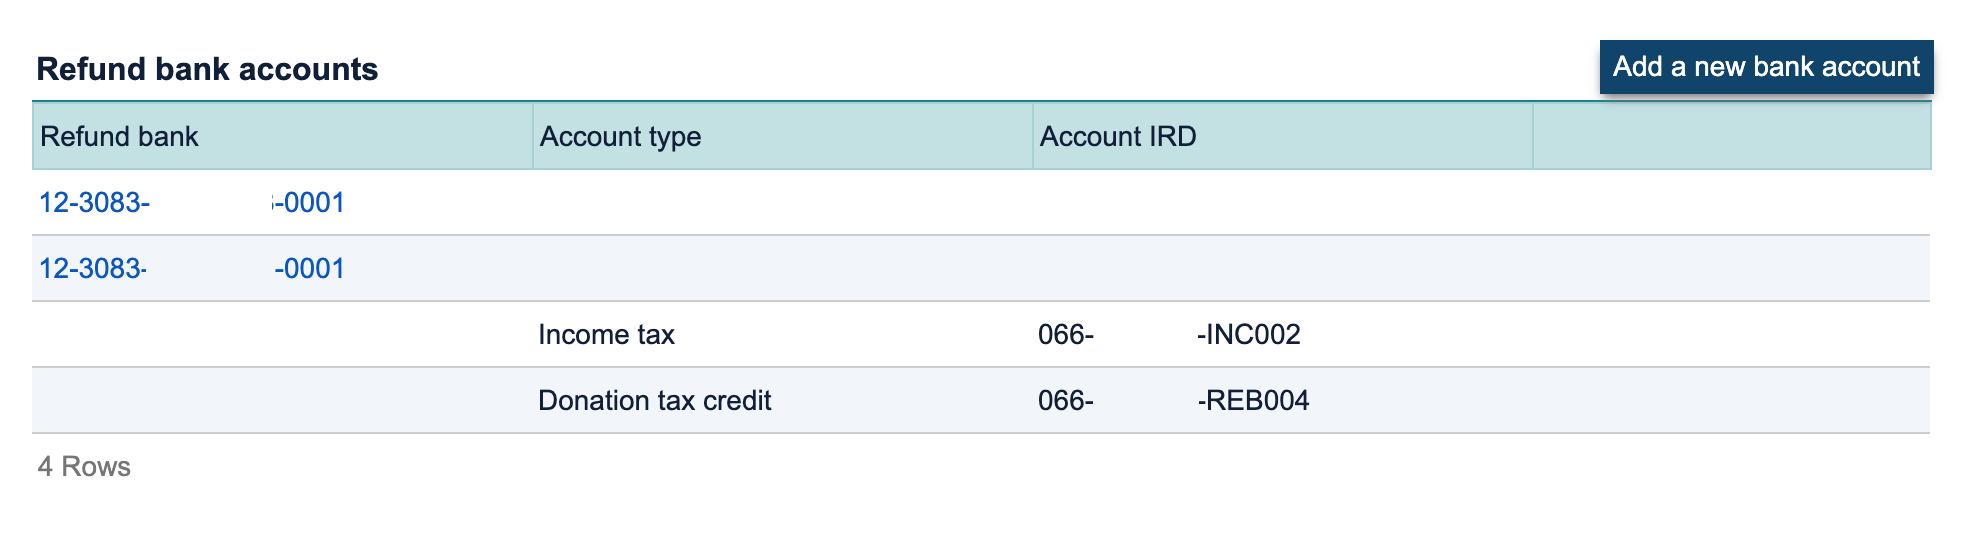 Refund bank accounts
Add a new bank account
Refund bank Account type Account IRD
12-3083- -0001
12-3083- -0001
Income tax 066- -INC002
Donation tax credit 066- -REB004
4 Rows